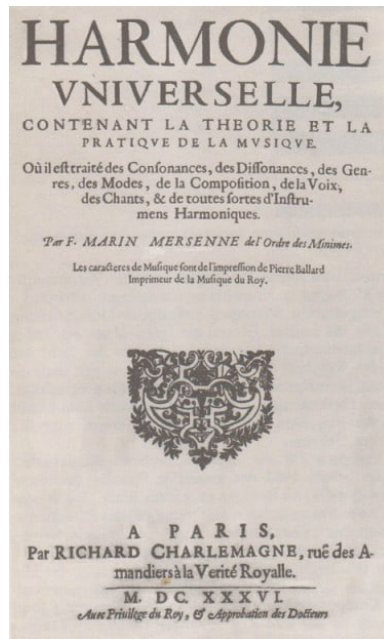 HARMONIE
VNIVERSELLE,
CONTENANT LA THEORIE ET LA
PRATIQVE DE LA MVSIQVE.
Où il est traité des Consonances, des Dissonances, des Gen-
res, des Modes, de la Composition, de la Voix,
des Chants, & de toutes sortes d'Instru-
mens Harmoniques.
Par F. MARIN MERSENNE de l'Ordre des Minimes.
Les caracteres de Musique sont de l'impression de Pierre Ballard
Imprimeur de la Musique du Roy.
A PARIS,
Par RICHARD CHARLEMAGNE, ruë des A-
mandiers à la Verité Royalle.
M. DC. XXXVI.
Auec Priuilege du Roy, & Approbation des Docteurs